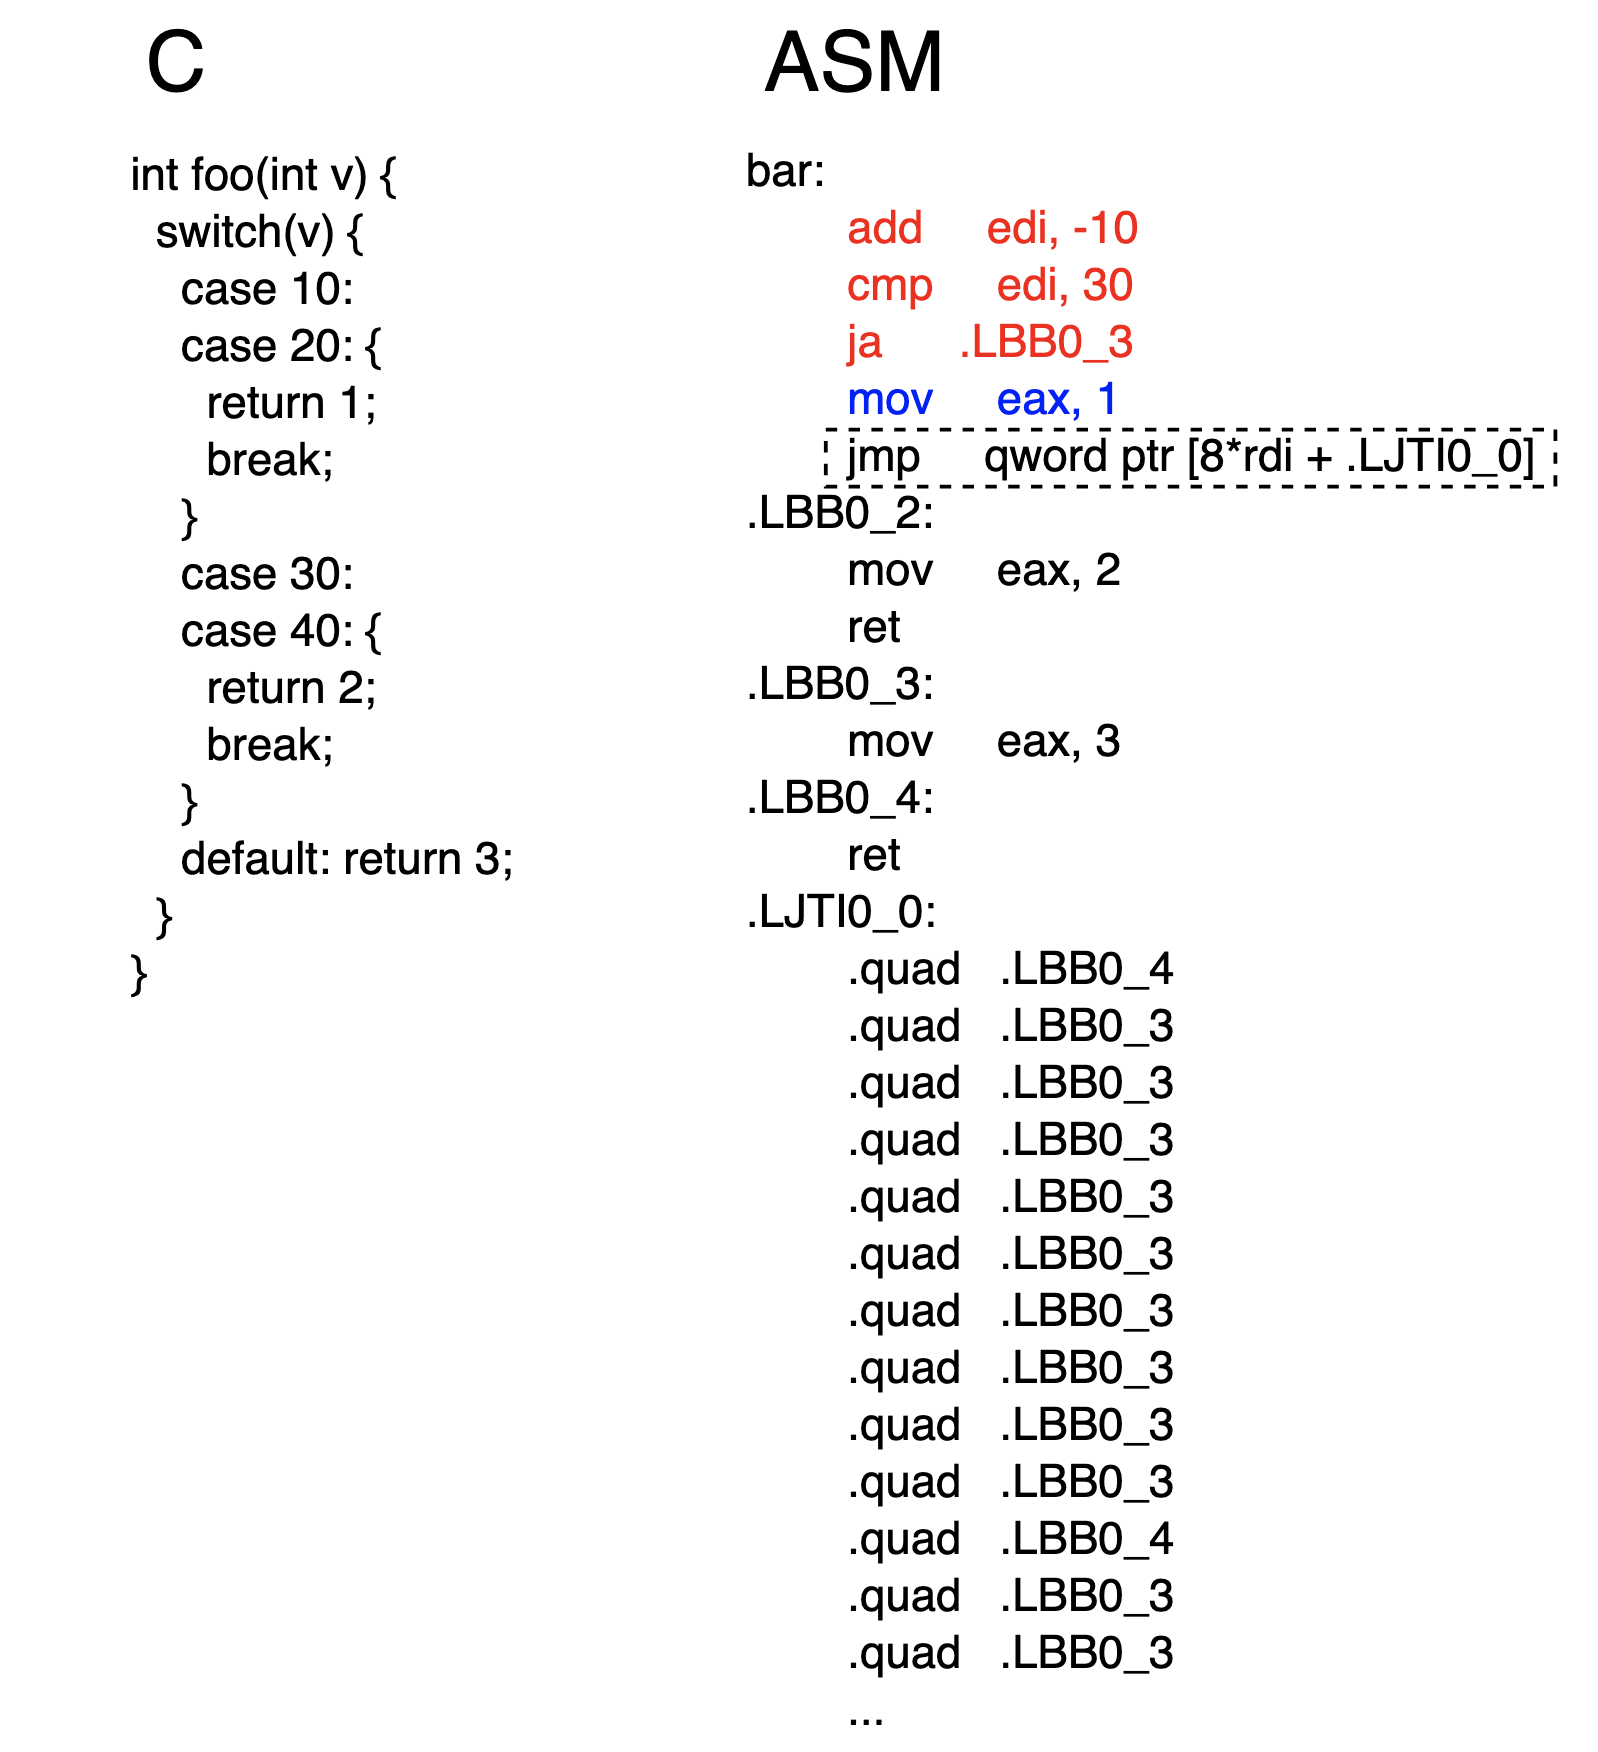 C
int foo(int v) {
switch(v) {
case 10:
case 20: {
return 1;
break;
}
case 30:
case 40: {
return 2;
break;
}
default: return 3;
}
}
ASM
bar:
add edi, -10
cmp edi, 30
ja .LBB0_3
mov eax, 1
jmp qword ptr [8*rdi + .LJTI0_0]
.LBB0_2:
mov eax, 2
ret
.LBB0_3:
mov eax, 3
.LBB0_4:
ret
.LJTI0_0:
.quad .LBB0_4
.quad .LBB0_3
.quad .LBB0_3
.quad .LBB0_3
.quad .LBB0_3
.quad .LBB0_3
.quad .LBB0_3
.quad .LBB0_3
.quad .LBB0_3
.quad .LBB0_3
.quad .LBB0_4
.quad .LBB0_3
.quad .LBB0_3
...